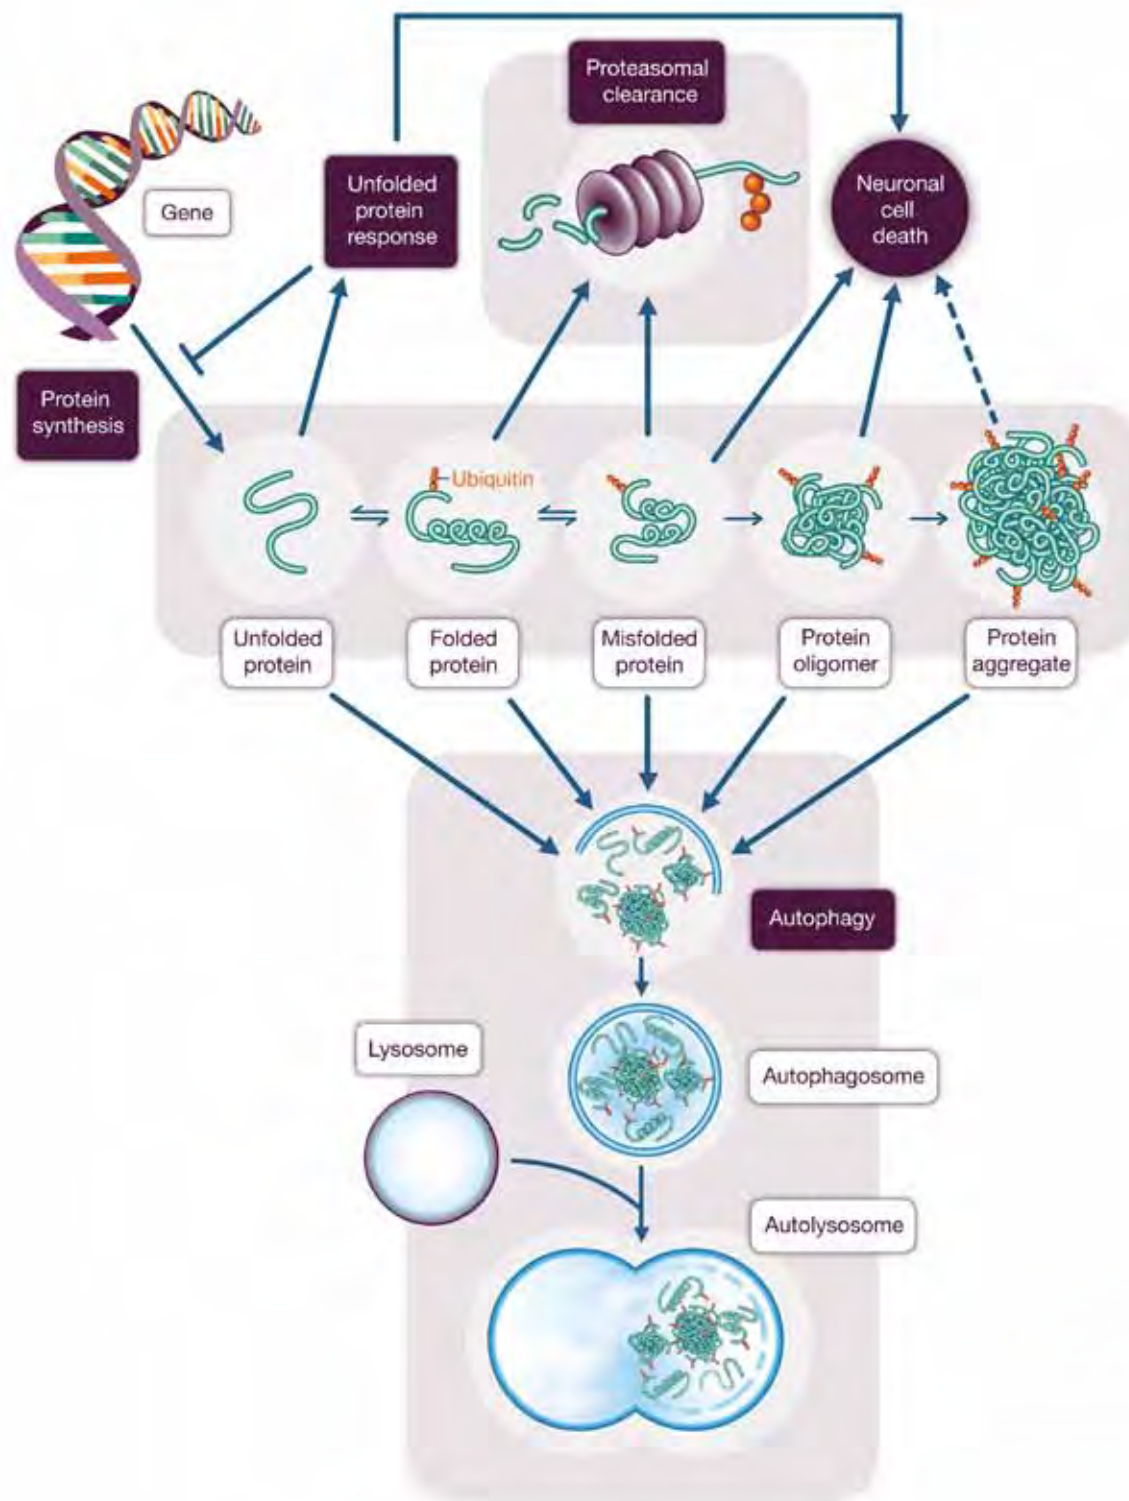 Proteasomal
clearance
Gene
Unfolded
protein
response
Neuronal
cell
death
Protein
synthesis
Ubiquitin
Unfolded
protein
Folded
protein
Misfolded
protein
Protein
oligomer
Protein
aggregate
Autophagy
Lysosome
Autophagosome
Autolysosome